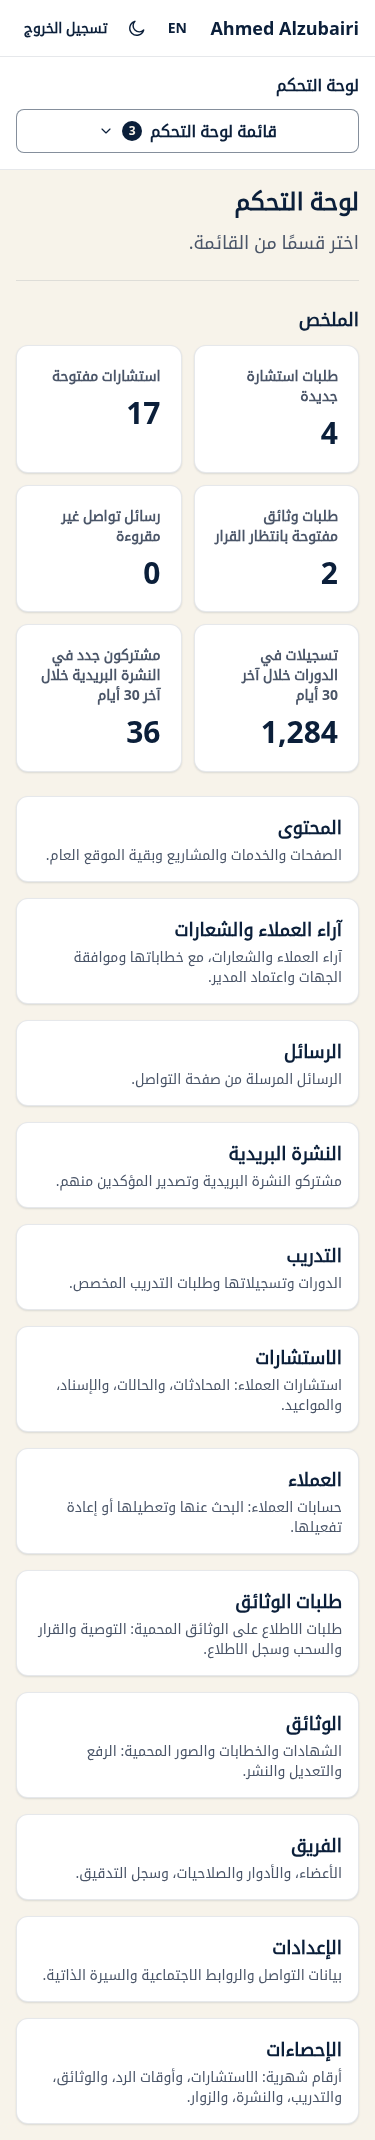 Ahmed Alzubairi
EN
تسجيل الخروج
لوحة التحكم
قائمة لوحة التحكم 3
لوحة التحكم
اختر قسمًا من القائمة.
الملخص
طلبات استشارة
جديدة
4
استشارات مفتوحة
17
طلبات وثائق
مفتوحة بانتظار القرار
2
رسائل تواصل غير
مقروءة
0
تسجيلات في
الدورات خلال آخر
30 أيام
1,284
مشتركون جدد في
النشرة البريدية خلال
آخر 30 أيام
36
المحتوى
الصفحات والخدمات والمشاريع وبقية الموقع العام.
آراء العملاء والشعارات
آراء العملاء والشعارات، مع خطاباتها وموافقة
الجهات واعتماد المدير.
الرسائل
الرسائل المرسلة من صفحة التواصل.
النشرة البريدية
مشتركو النشرة البريدية وتصدير المؤكدين منهم.
التدريب
الدورات وتسجيلاتها وطلبات التدريب المخصص.
الاستشارات
استشارات العملاء: المحادثات، والحالات، والإسناد،
والمواعيد.
العملاء
حسابات العملاء: البحث عنها وتعطيلها أو إعادة
تفعيلها.
طلبات الوثائق
طلبات الاطلاع على الوثائق المحمية: التوصية والقرار
والسحب وسجل الاطلاع.
الوثائق
الشهادات والخطابات والصور المحمية: الرفع
والتعديل والنشر.
الفريق
الأعضاء، والأدوار والصلاحيات، وسجل التدقيق.
الإعدادات
بيانات التواصل والروابط الاجتماعية والسيرة الذاتية.
الإحصاءات
أرقام شهرية: الاستشارات، وأوقات الرد، والوثائق،
والتدريب، والنشرة، والزوار.